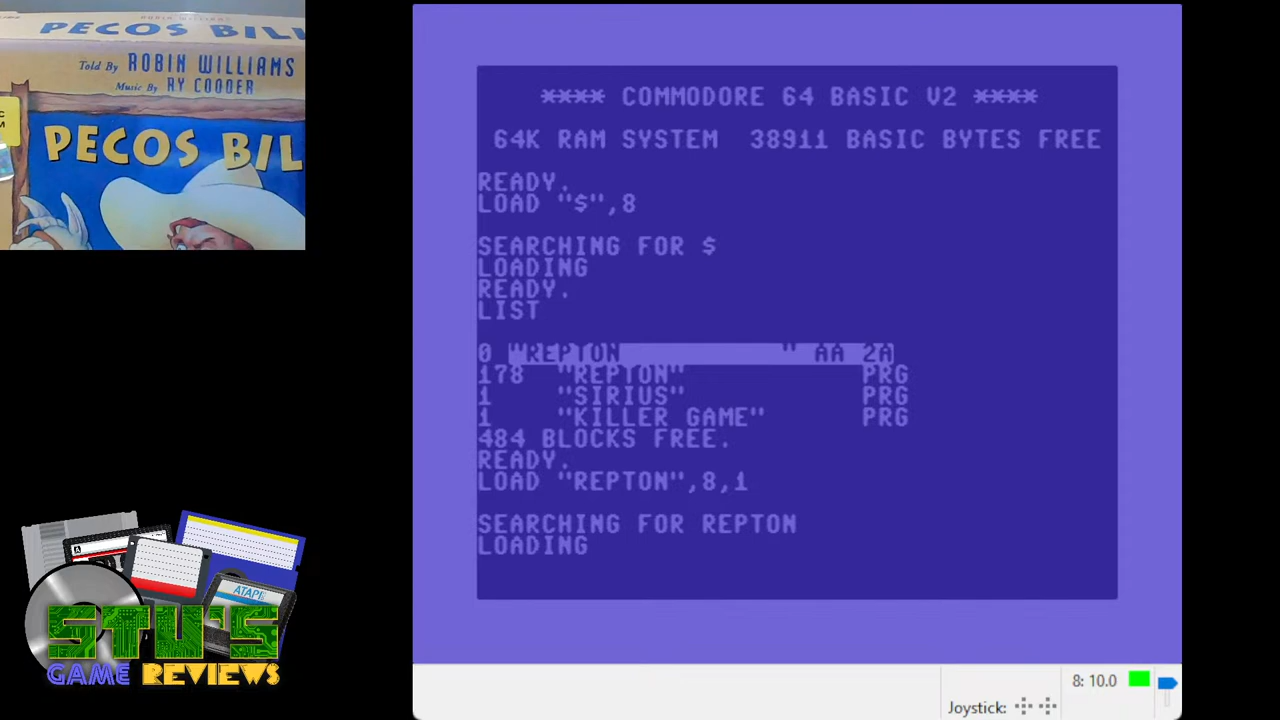 PECOS BILL
Told By ROBIN WILLIAMS
Music By RY COODER
PECOS BIL
**** COMMODORE 64 BASIC V2 ****
64K RAM SYSTEM 38911 BASIC BYTES FREE
READY.
LOAD "$",8
SEARCHING FOR $
LOADING
READY.
LIST
0 "REPTON " AA 2A
178 "REPTON" PRG
1 "SIRIUS" PRG
1 "KILLER GAME" PRG
484 BLOCKS FREE.
READY.
LOAD "REPTON",8,1
SEARCHING FOR REPTON
LOADING
A
ATARI
STU'S
GAME REVIEWS
8: 10.0
Joystick: